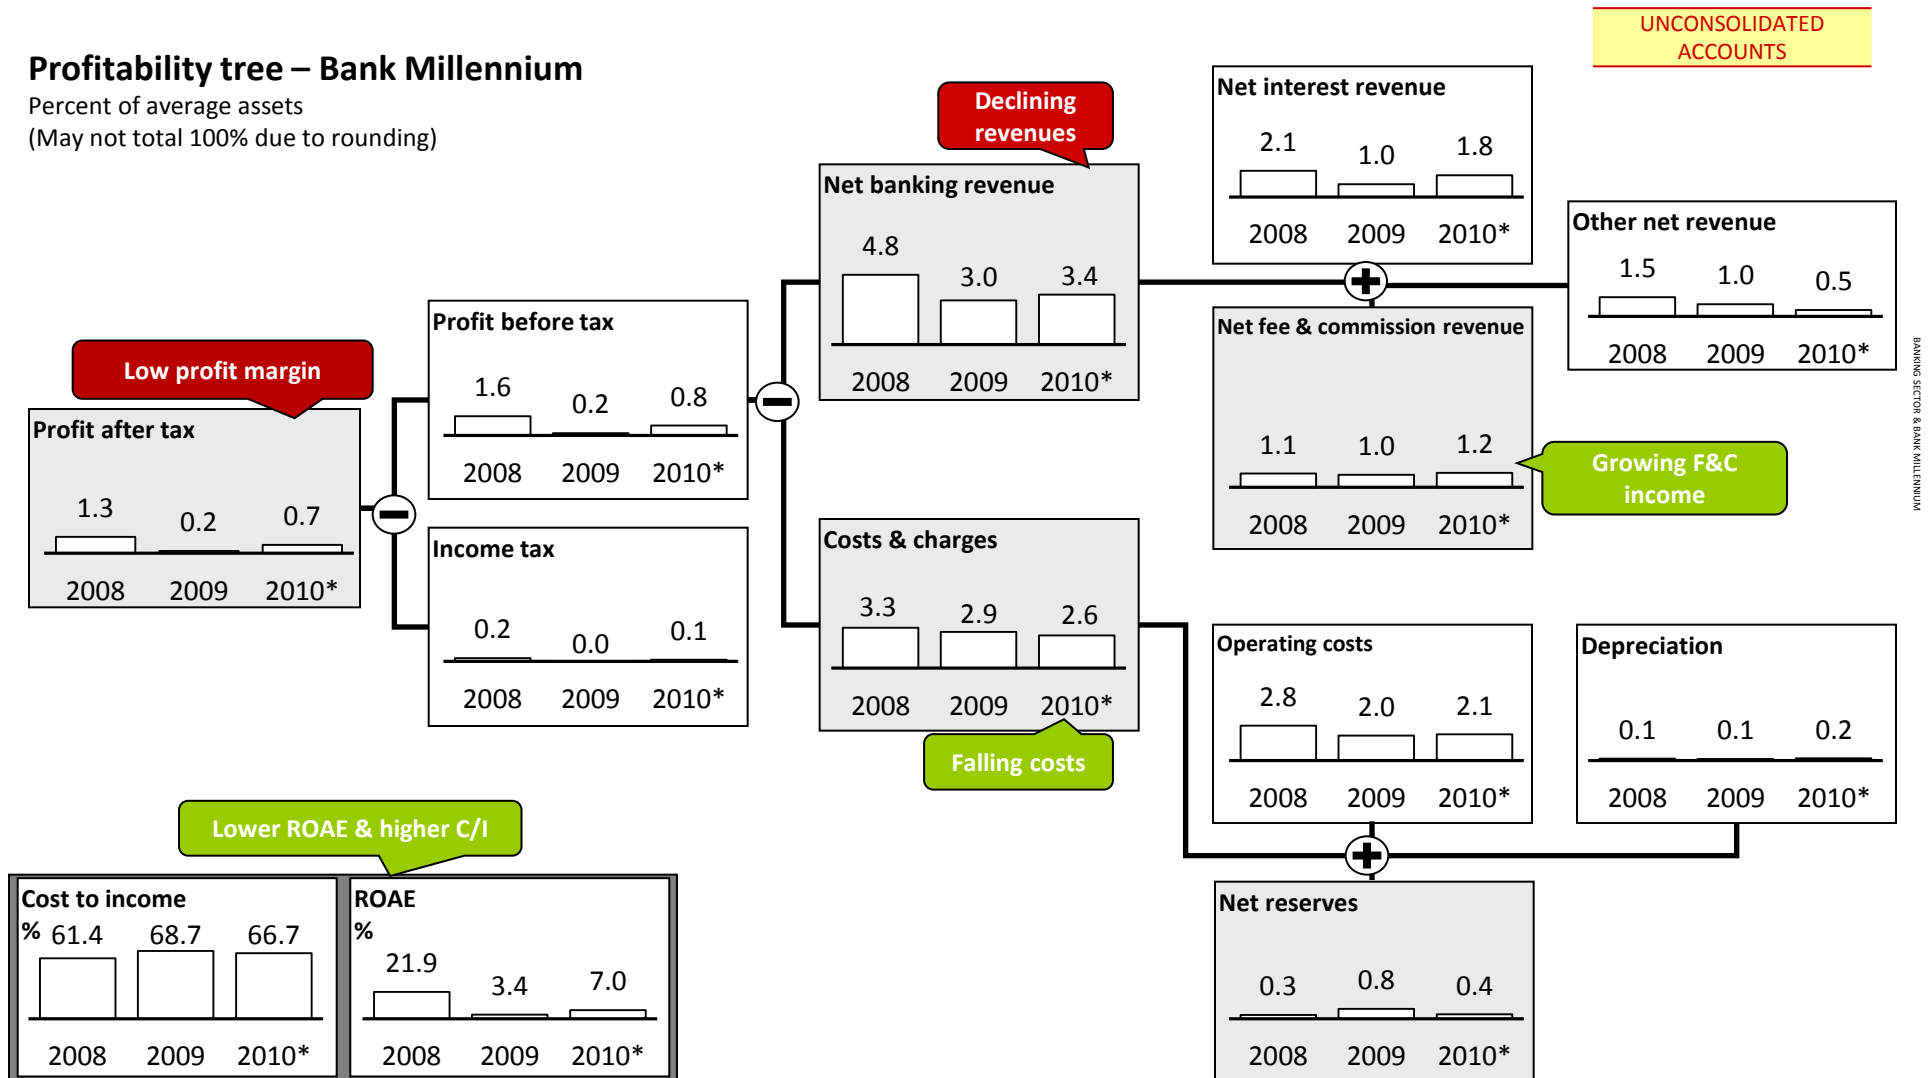 UNCONSOLIDATED
ACCOUNTS
Profitability tree – Bank Millennium
Percent of average assets
(May not total 100% due to rounding)
Declining
revenues
Net interest revenue
2.1 1.0 1.8
2008 2009 2010*
Net banking revenue
4.8 3.0 3.4
2008 2009 2010*
Other net revenue
1.5 1.0 0.5
2008 2009 2010*
Profit before tax
1.6 0.2 0.8
2008 2009 2010*
Net fee & commission revenue
1.1 1.0 1.2
2008 2009 2010*
Growing F&C
income
Low profit margin
Profit after tax
1.3 0.2 0.7
2008 2009 2010*
Income tax
0.2 0.0 0.1
2008 2009 2010*
Costs & charges
3.3 2.9 2.6
2008 2009 2010*
Falling costs
Operating costs
2.8 2.0 2.1
2008 2009 2010*
Depreciation
0.1 0.1 0.2
2008 2009 2010*
Lower ROAE & higher C/I
Cost to income
% 61.4 68.7 66.7
2008 2009 2010*
ROAE
%
21.9 3.4 7.0
2008 2009 2010*
Net reserves
0.3 0.8 0.4
2008 2009 2010*
BANKING SECTOR & BANK MILLENNIUM